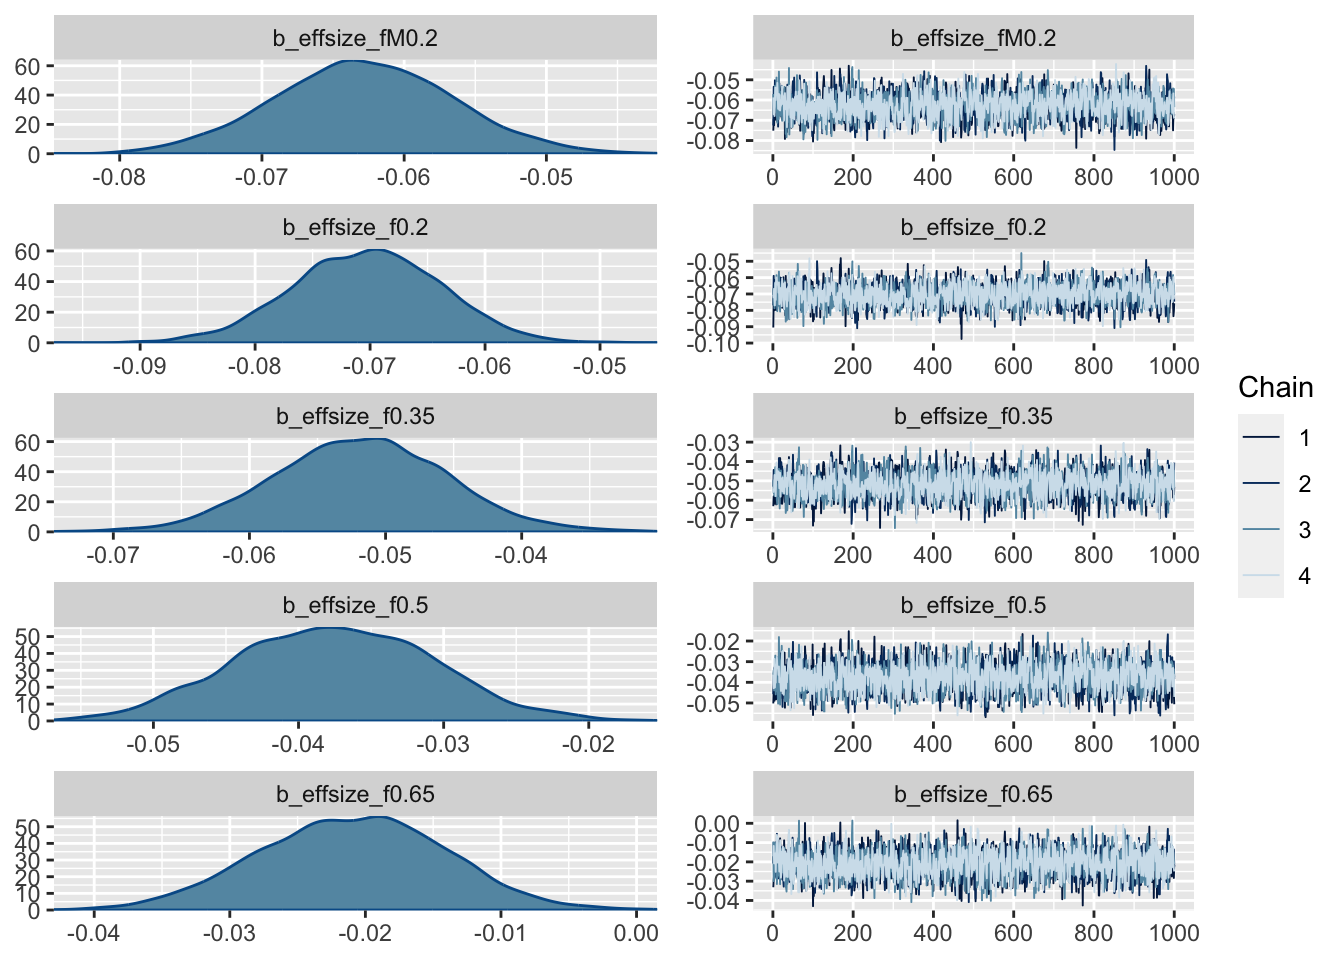 b_effsize_fM0.2
60
40
20
0
-0.08 -0.07 -0.06 -0.05
b_effsize_fM0.2
-0.05
-0.06
-0.07
-0.08
0 200 400 600 800 1000
b_effsize_f0.2
60
40
20
0
-0.09 -0.08 -0.07 -0.06 -0.05
b_effsize_f0.2
-0.05
-0.06
-0.07
-0.08
-0.09
-0.10
0 200 400 600 800 1000
b_effsize_f0.35
60
40
20
0
-0.07 -0.06 -0.05 -0.04
b_effsize_f0.35
-0.03
-0.04
-0.05
-0.06
-0.07
0 200 400 600 800 1000
b_effsize_f0.5
50
40
30
20
10
0
-0.05 -0.04 -0.03 -0.02
b_effsize_f0.5
-0.02
-0.03
-0.04
-0.05
0 200 400 600 800 1000
b_effsize_f0.65
50
40
30
20
10
0
-0.04 -0.03 -0.02 -0.01 0.00
b_effsize_f0.65
0.00
-0.01
-0.02
-0.03
-0.04
0 200 400 600 800 1000
Chain
1
2
3
4